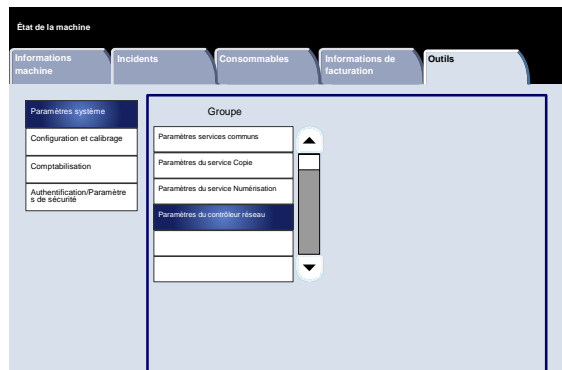 État de la machine
Informations
machine
Incidents
Consommables
Informations de
facturation
Outils
Paramètres système
Configuration et calibrage
Comptabilisation
Authentification/Paramètre
s de sécurité
Groupe
Paramètres services communs
Paramètres du service Copie
Paramètres du service Numérisation
Paramètres du contrôleur réseau